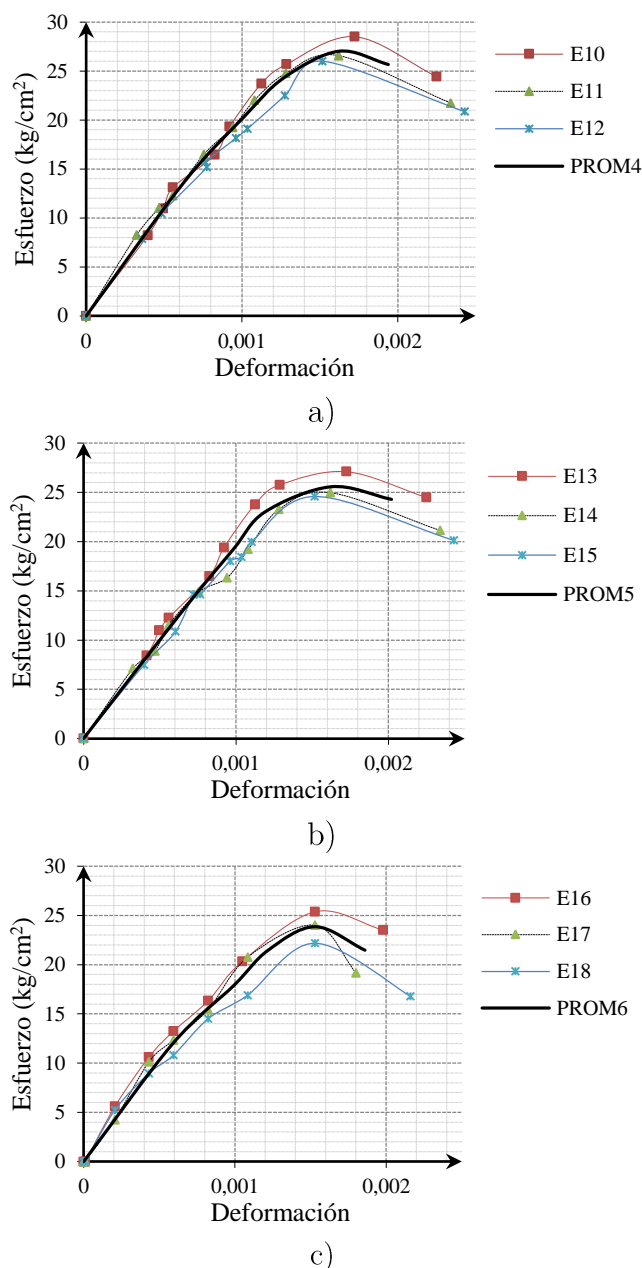 30
25
20
15
10
5
0
Esfuerzo (kg/cm²)
0 0,001 0,002
Deformación
E10
E11
E12
PROM4
a)
30
25
20
15
10
5
0
Esfuerzo (kg/cm²)
0 0,001 0,002
Deformación
E13
E14
E15
PROM5
b)
30
25
20
15
10
5
0
Esfuerzo (kg/cm²)
0 0,001 0,002
Deformación
E16
E17
E18
PROM6
c)